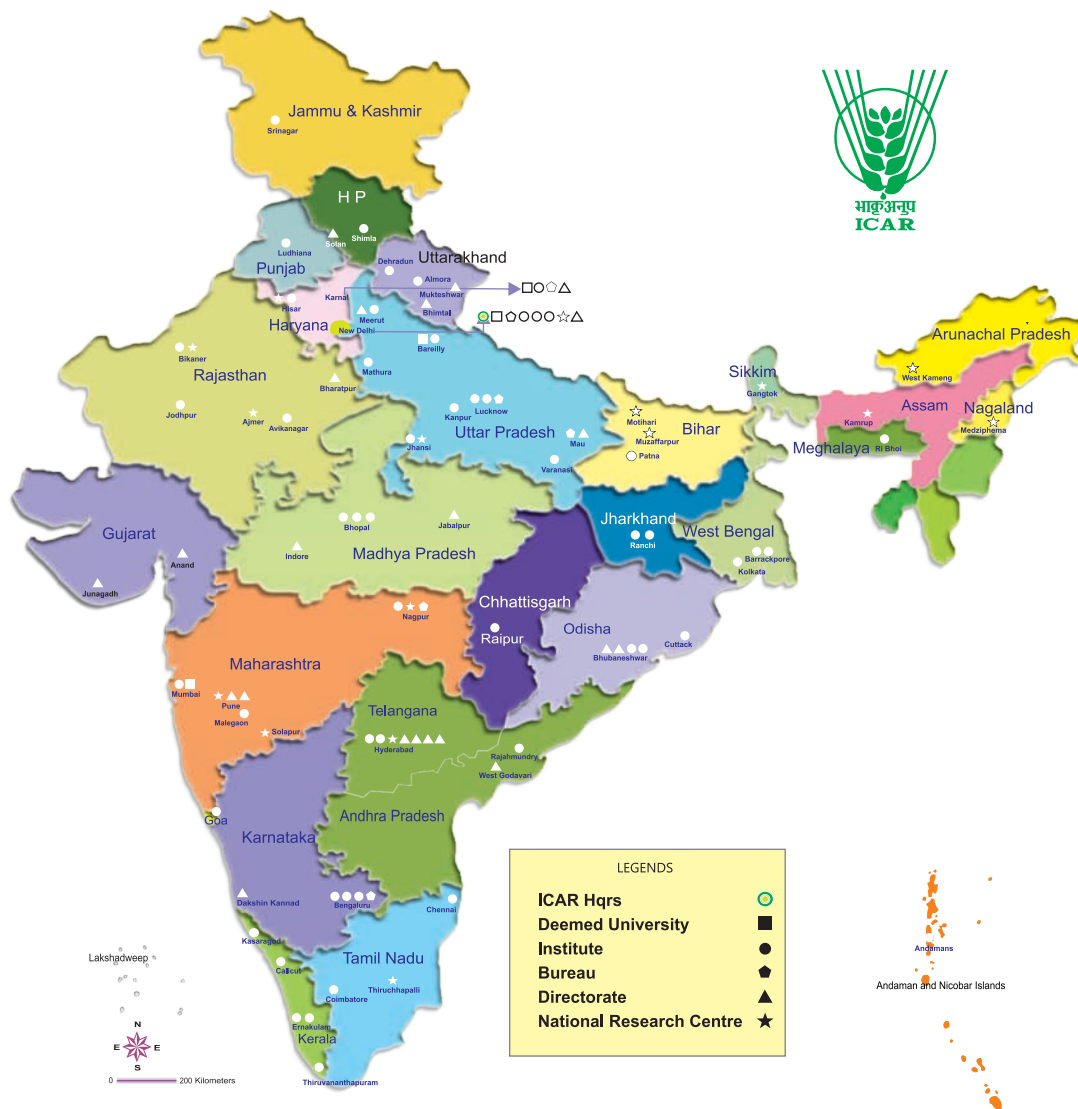 Jammu & Kashmir
Srinagar
भाकृअनुप
ICAR
H P
Solan
Shimla
Ludhiana
Punjab
Uttarakhand
Dehradun
Almora
Mukteshwar
Bhimtal
Karnal
Hisar
Haryana
New Delhi
Meerut
Bareilly
Mathura
Bikaner
Rajasthan
Bharatpur
Jodhpur
Ajmer
Avikanagar
Kanpur
Lucknow
Uttar Pradesh
Jhansi
Mau
Varanasi
Motihari
Muzaffarpur
Bihar
Patna
Sikkim
Gangtok
Arunachal Pradesh
West Kameng
Assam
Kamrup
Nagaland
Medziphema
Meghalaya
Ri Bhoi
Gujarat
Anand
Junagadh
Bhopal
Jabalpur
Indore
Madhya Pradesh
Jharkhand
Ranchi
West Bengal
Barrackpore
Kolkata
Chhattisgarh
Raipur
Odisha
Bhubaneshwar
Cuttack
Nagpur
Maharashtra
Mumbai
Pune
Malegaon
Solapur
Telangana
Hyderabad
Rajahmundry
West Godavari
Andhra Pradesh
Goa
Karnataka
Dakshin Kannad
Bengaluru
Chennai
Kasaragod
Calicut
Tamil Nadu
Thiruchhapalli
Coimbatore
Ernakulam
Kerala
Thiruvananthapuram
Lakshadweep
N
E E
S
0 200 Kilometers
LEGENDS
ICAR Hqrs
Deemed University
Institute
Bureau
Directorate
National Research Centre
Andamans
Andaman and Nicobar Islands